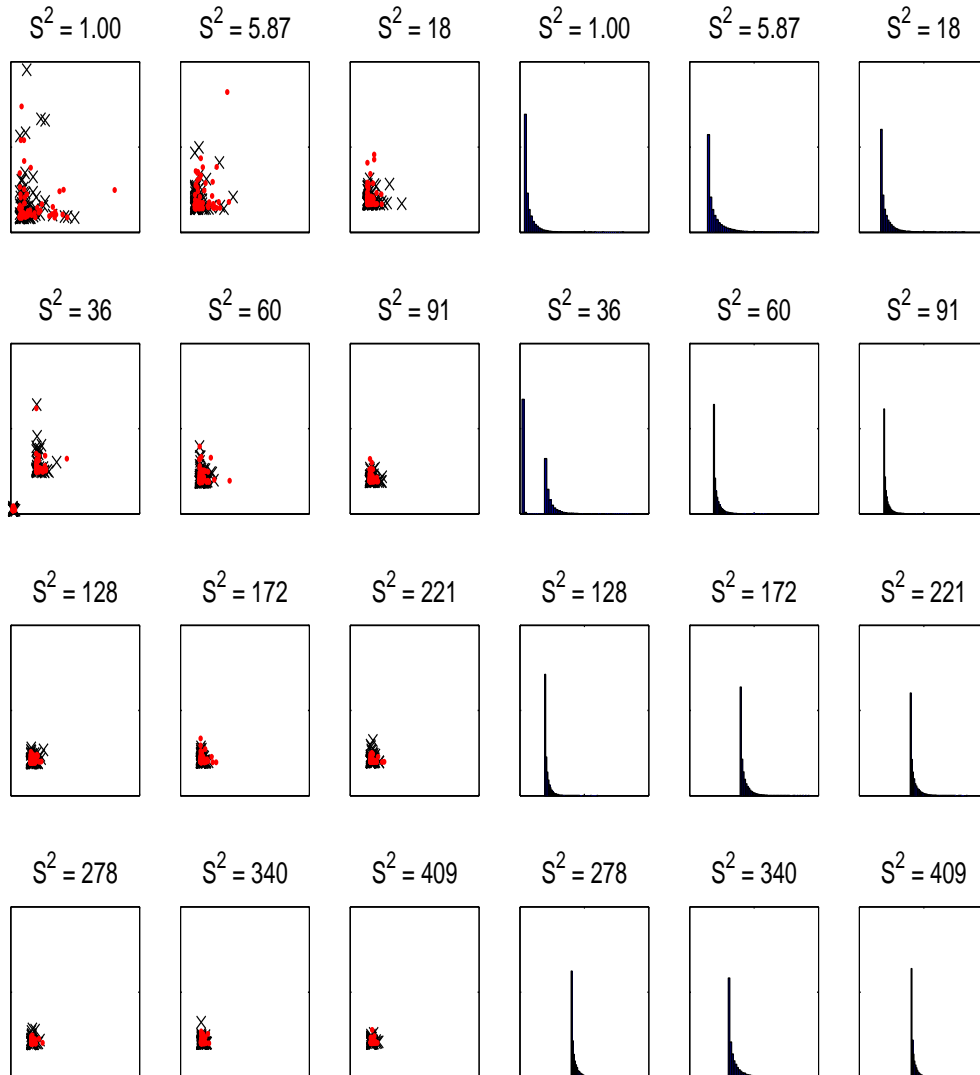 S² = 1.00 S² = 5.87 S² = 18 S² = 1.00 S² = 5.87 S² = 18
S² = 36 S² = 60 S² = 91 S² = 36 S² = 60 S² = 91
S² = 128 S² = 172 S² = 221 S² = 128 S² = 172 S² = 221
S² = 278 S² = 340 S² = 409 S² = 278 S² = 340 S² = 409